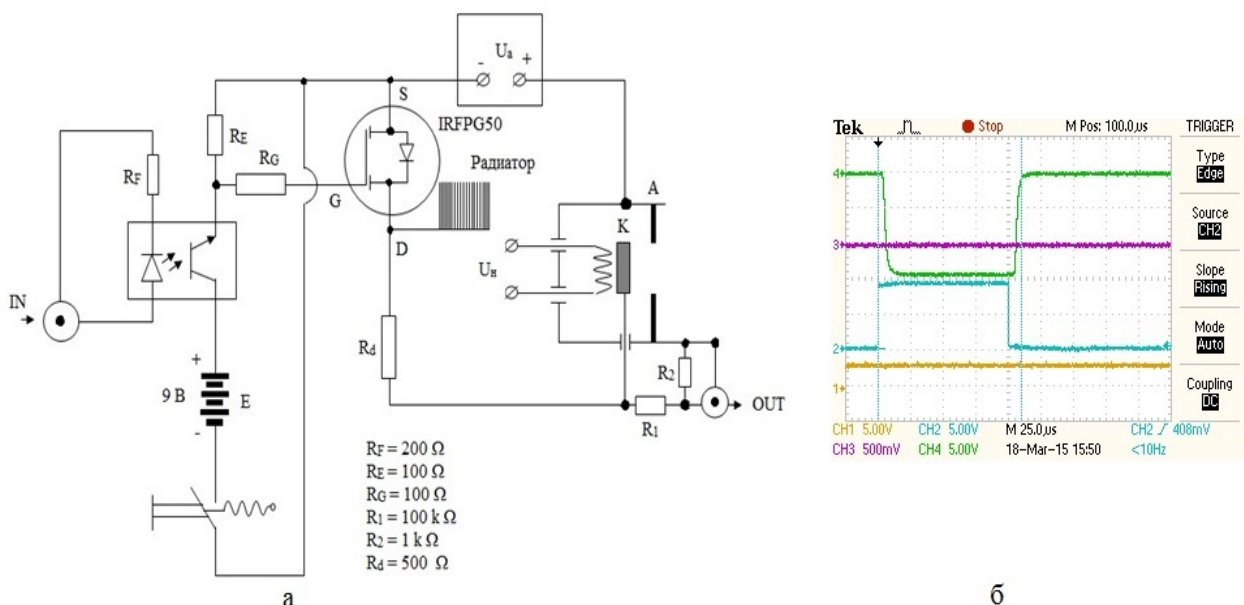 Uа
- +
S
IRFPG50
RE
RG
RF
Радиатор
G
A
K
D
Uн
IN
Rd
R2
+
9 В
E
OUT
-
R1
RF = 200 Ω
RE = 100 Ω
RG = 100 Ω
R1 = 100 k Ω
R2 = 1 k Ω
Rd = 500 Ω
а
Tek
Stop
M Pos: 100.0µs
TRIGGER
Type
Edge
Source
CH2
Slope
Rising
Mode
Auto
Coupling
DC
4
3
2
1
CH1 5.00V
CH2 5.00V
M 25.0µs
CH2
408mV
CH3 500mV
CH4 5.00V
18-Mar-15 15:50
<10Hz
б